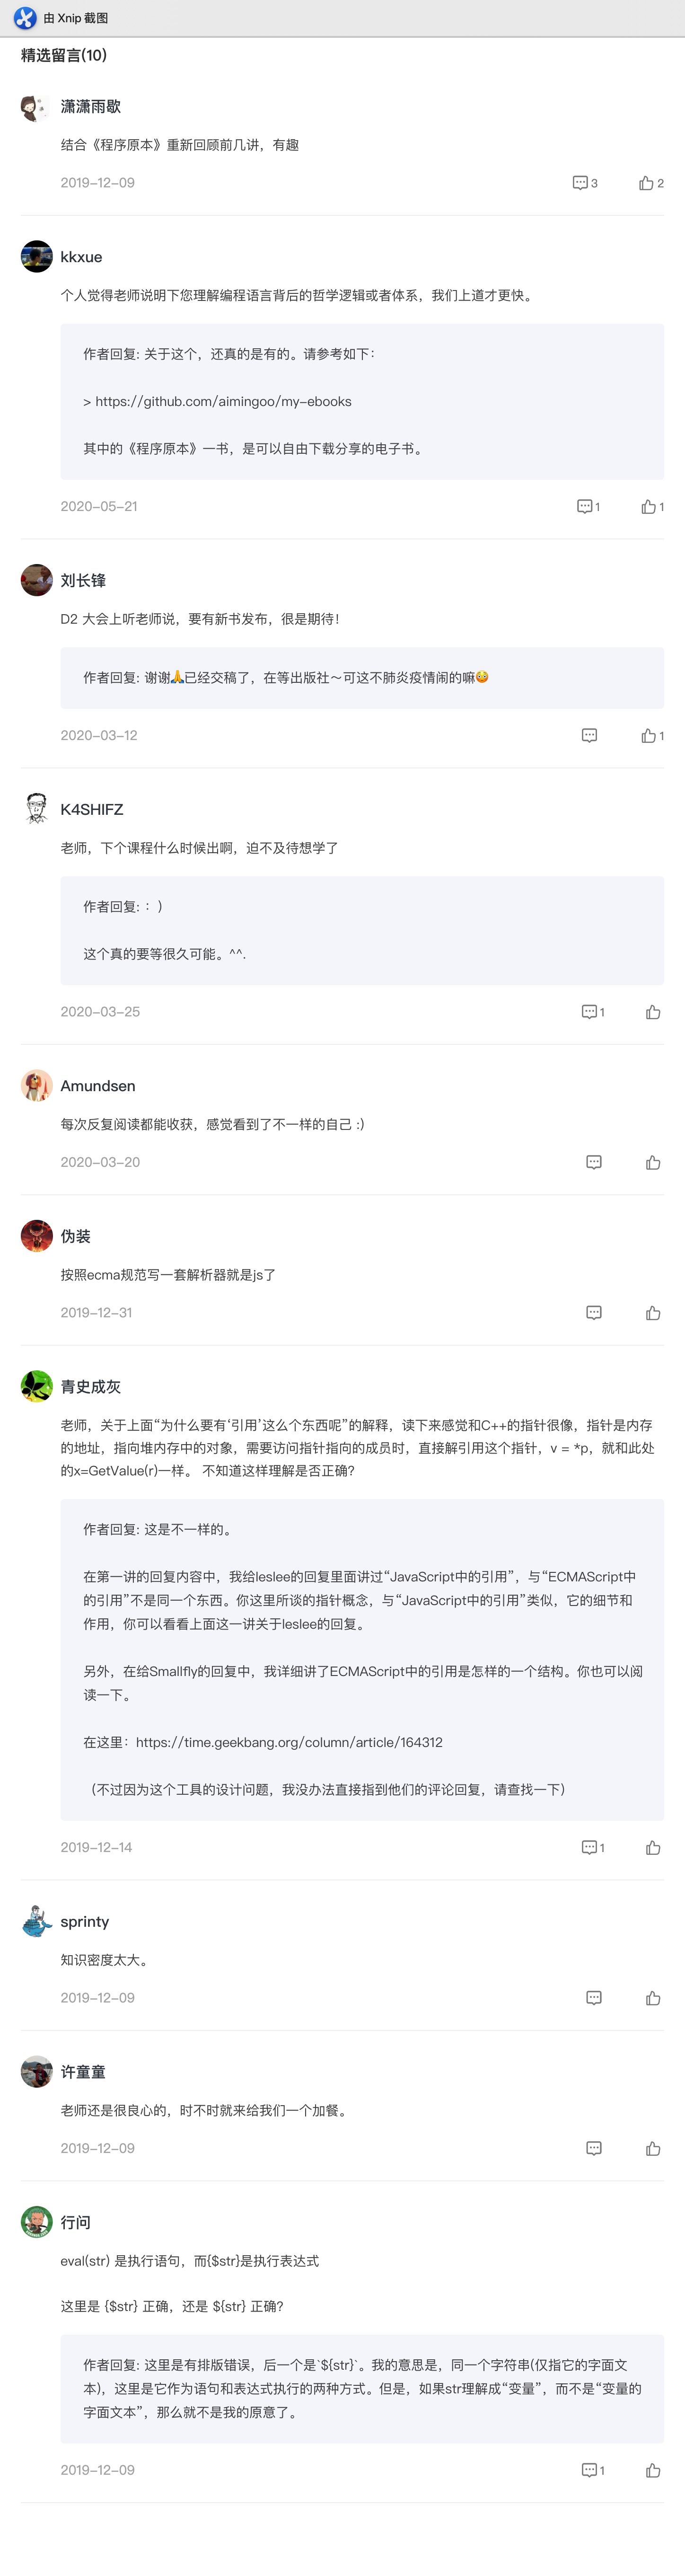 由 Xnip 截图
精选留言(10)
潇潇雨歇
结合《程序原本》重新回顾前几讲，有趣
2019-12-09
3
2
kkxue
个人觉得老师说明下您理解编程语言背后的哲学逻辑或者体系，我们上道才更快。
作者回复: 关于这个，还真的是有的。请参考如下：
> https://github.com/aimingoo/my-ebooks
其中的《程序原本》一书，是可以自由下载分享的电子书。
2020-05-21
1
1
刘长锋
D2 大会上听老师说，要有新书发布，很是期待！
作者回复: 谢谢🙏已经交稿了，在等出版社～可这不肺炎疫情闹的嘛😳
2020-03-12
1
K4SHIFZ
老师，下个课程什么时候出啊，迫不及待想学了
作者回复: ：）
这个真的要等很久可能。^^.
2020-03-25
1
Amundsen
每次反复阅读都能收获，感觉看到了不一样的自己 :)
2020-03-20
伪装
按照ecma规范写一套解析器就是js了
2019-12-31
青史成灰
老师，关于上面“为什么要有‘引用’这么个东西呢”的解释，读下来感觉和C++的指针很像，指针是内存
的地址，指向堆内存中的对象，需要访问指针指向的成员时，直接解引用这个指针，v = *p，就和此处
的x=GetValue(r)一样。 不知道这样理解是否正确?
作者回复: 这是不一样的。
在第一讲的回复内容中，我给leslee的回复里面讲过“JavaScript中的引用”，与“ECMAScript中
的引用”不是同一个东西。你这里所谈的指针概念，与“JavaScript中的引用”类似，它的细节和
作用，你可以看看上面这一讲关于leslee的回复。
另外，在给Smallfly的回复中，我详细讲了ECMAScript中的引用是怎样的一个结构。你也可以阅
读一下。
在这里：https://time.geekbang.org/column/article/164312
（不过因为这个工具的设计问题，我没办法直接指到他们的评论回复，请查找一下）
2019-12-14
1
sprinty
知识密度太大。
2019-12-09
许童童
老师还是很良心的，时不时就来给我们一个加餐。
2019-12-09
行问
eval(str) 是执行语句，而{$str}是执行表达式
这里是 {$str} 正确，还是 ${str} 正确?
作者回复: 这里是有排版错误，后一个是`${str}`。我的意思是，同一个字符串(仅指它的字面文
本)，这里是它作为语句和表达式执行的两种方式。但是，如果str理解成“变量”，而不是“变量的
字面文本”，那么就不是我的原意了。
2019-12-09
1